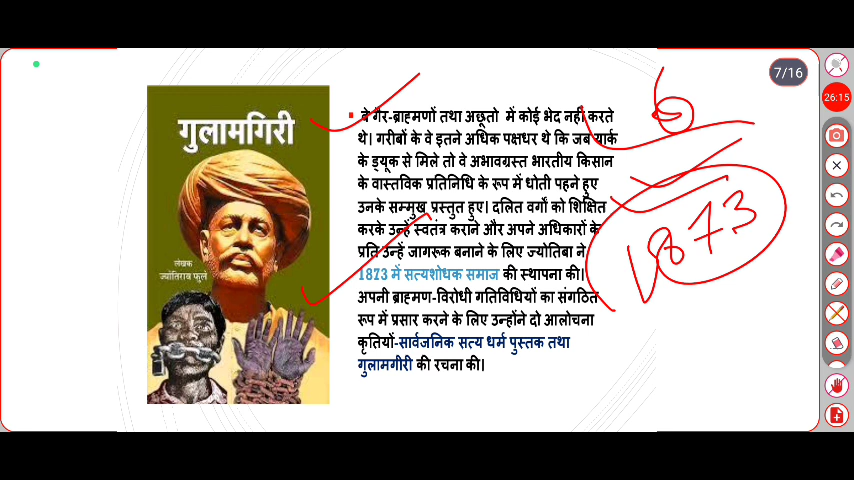 7/16
26:15
गुलामगिरी
लेखक
ज्योतिराव फुले
वे गैर-ब्राहमणों तथा अछूतो में कोई भेद नहीं करते
थे। गरीबों के वे इतने अधिक पक्षधर थे कि जब यार्क
के ड्यूक से मिले तो वे अभावग्रस्त भारतीय किसान
के वास्तविक प्रतिनिधि के रूप में धोती पहने हुए
उनके सम्मुख प्रस्तुत हुए। दलित वर्गों को शिक्षित
करके उन्हें स्वतंत्र कराने और अपने अधिकारों के
प्रति उन्हें जागरूक बनाने के लिए ज्योतिबा ने
1873 में सत्यशोधक समाज की स्थापना की।
अपनी ब्राहमण-विरोधी गतिविधियों का संगठित
रूप में प्रसार करने के लिए उन्होंने दो आलोचना
कृतियों-सार्वजनिक सत्य धर्म पुस्तक तथा
गुलामगीरी की रचना की।
1873